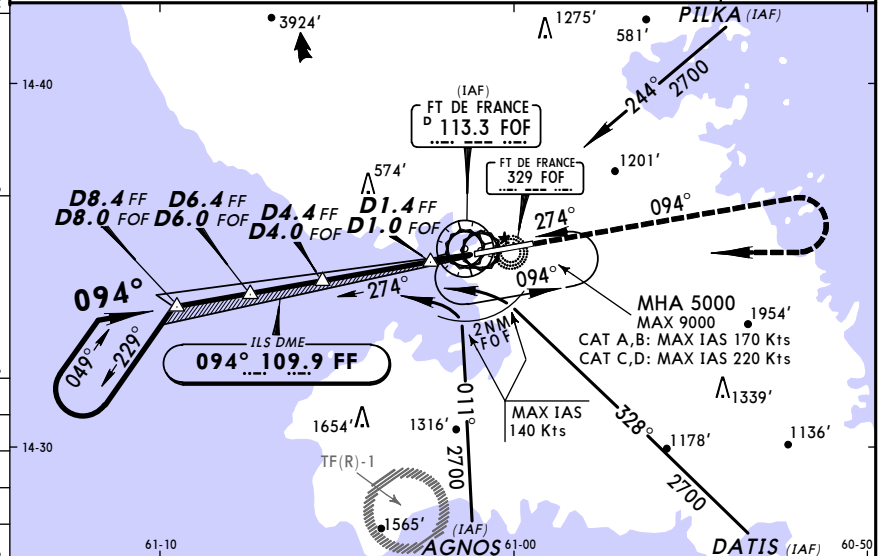 3924'
1275'
581'
PILKA (IAF)
14-40
244°
2700
(IAF)
FT DE FRANCE
D 113.3 FOF
FT DE FRANCE
329 FOF
1201'
574'
D8.4 FF
D8.0 FOF
D6.4 FF
D6.0 FOF
D4.4 FF
D4.0 FOF
D1.4 FF
D1.0 FOF
274°
094°
094°
274°
094°
049°
229°
ILS DME
094° 109.9 FF
2NM
FOF
MHA 5000
MAX 9000
CAT A,B: MAX IAS 170 Kts
CAT C,D: MAX IAS 220 Kts
1954'
1339'
MAX IAS
140 Kts
011°
2700
328°
2700
1654'
1316'
1178'
1136'
14-30
TF(R)-1
1565'
61-10
(IAF)
AGNOS
61-00
DATIS (IAF)
60-50